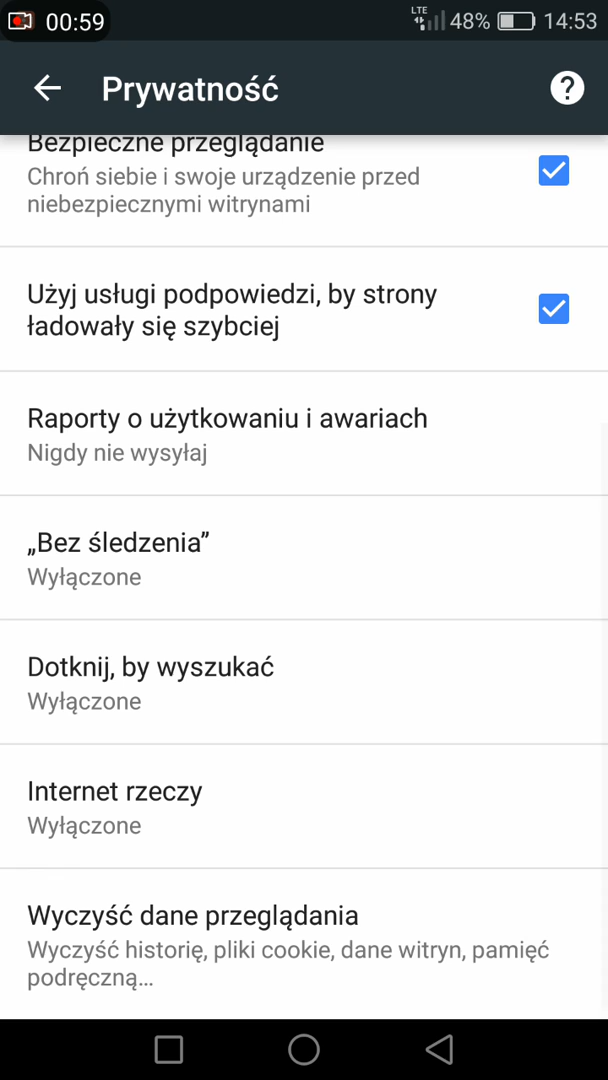 00:59
LTE
48%
14:53
Prywatność
?
Bezpieczne przeglądanie
Chroń siebie i swoje urządzenie przed
niebezpiecznymi witrynami
Użyj usługi podpowiedzi, by strony
ładowały się szybciej
Raporty o użytkowaniu i awariach
Nigdy nie wysyłaj
„Bez śledzenia”
Wyłączone
Dotknij, by wyszukać
Wyłączone
Internet rzeczy
Wyłączone
Wyczyść dane przeglądania
Wyczyść historię, pliki cookie, dane witryn, pamięć
podręczną…